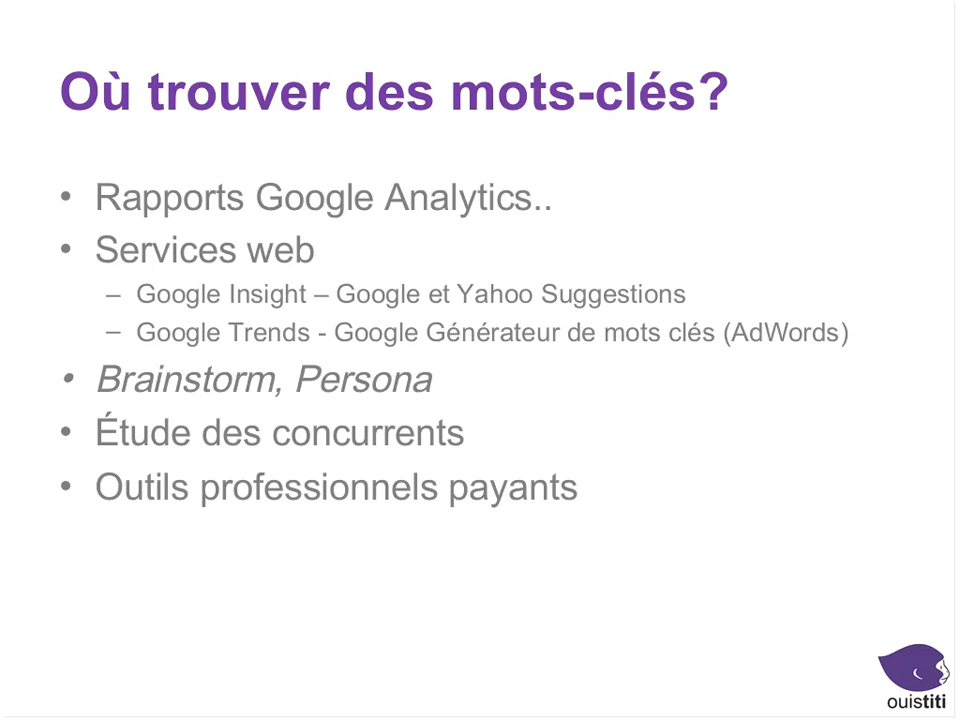 Où trouver des mots-clés?
• Rapports Google Analytics..
• Services web
– Google Insight – Google et Yahoo Suggestions
– Google Trends - Google Générateur de mots clés (AdWords)
• Brainstorm, Persona
• Étude des concurrents
• Outils professionnels payants
ouistiti